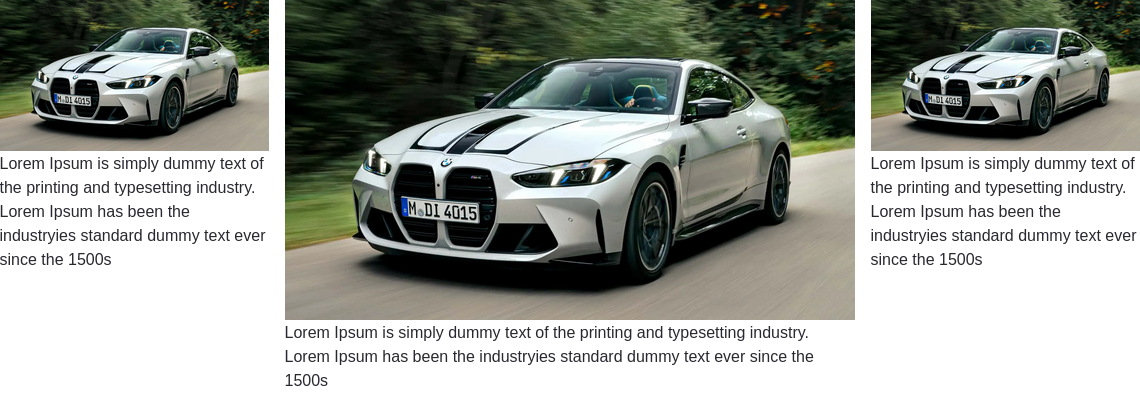 M DI 4015
Lorem Ipsum is simply dummy text of
the printing and typesetting industry.
Lorem Ipsum has been the
industryies standard dummy text ever
since the 1500s
M DI 4015
Lorem Ipsum is simply dummy text of the printing and typesetting industry.
Lorem Ipsum has been the industryies standard dummy text ever since the
1500s
M DI 4015
Lorem Ipsum is simply dummy text of
the printing and typesetting industry.
Lorem Ipsum has been the
industryies standard dummy text ever
since the 1500s